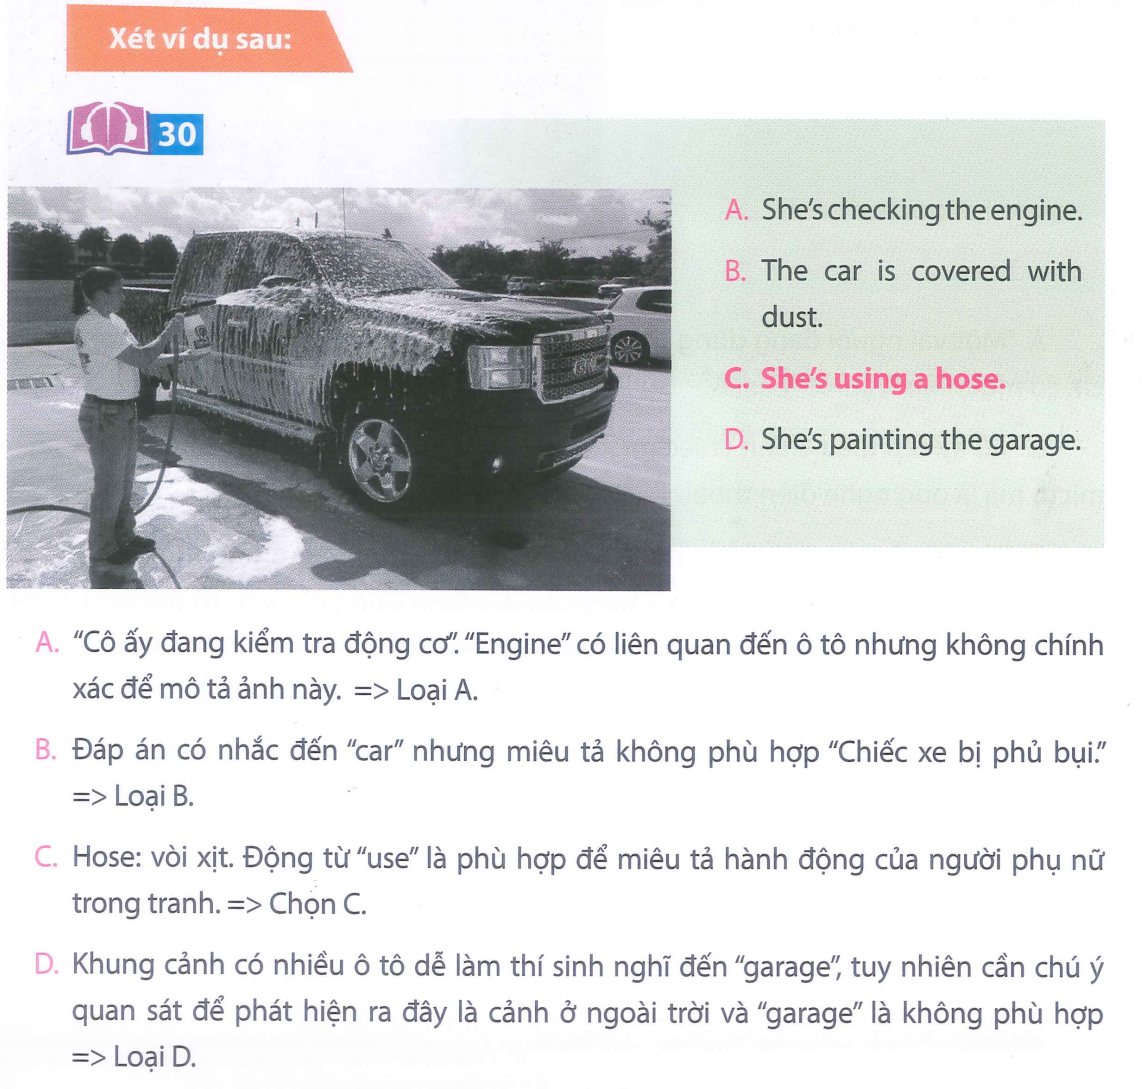 Xét ví dụ sau:
30
A. She's checking the engine.
B. The car is covered with
dust.
C. She's using a hose.
D. She's painting the garage.
A. “Cô ấy đang kiểm tra động cơ”. “Engine” có liên quan đến ô tô nhưng không chính
xác để mô tả ảnh này. => Loại A.
B. Đáp án có nhắc đến “car” nhưng miêu tả không phù hợp “Chiếc xe bị phủ bụi.”
=> Loại B.
C. Hose: vòi xịt. Động từ “use” là phù hợp để miêu tả hành động của người phụ nữ
trong tranh. => Chọn C.
D. Khung cảnh có nhiều ô tô dễ làm thí sinh nghĩ đến “garage”, tuy nhiên cần chú ý
quan sát để phát hiện ra đây là cảnh ở ngoài trời và “garage” là không phù hợp
=> Loại D.